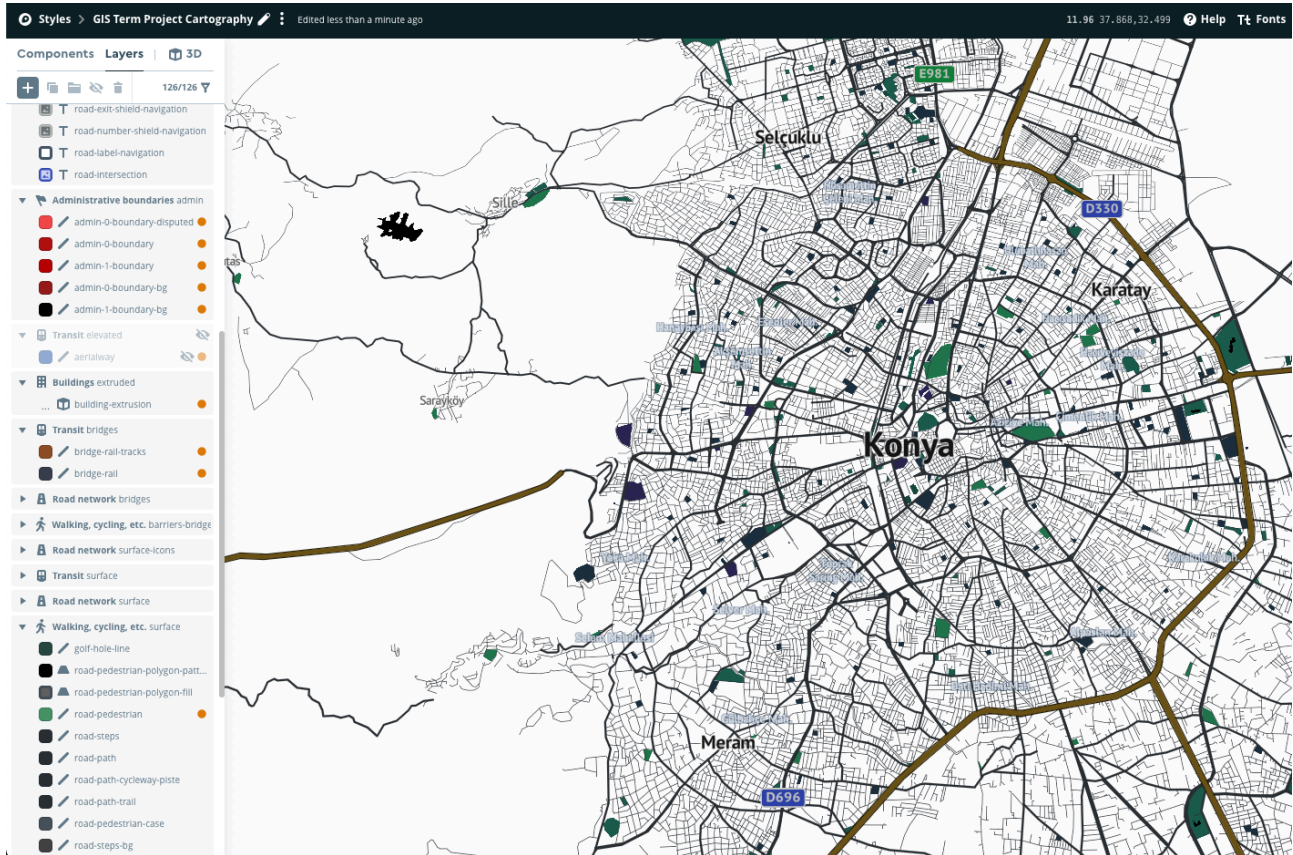 Styles > GIS Term Project Cartography Edited less than a minute ago 11.96 37.868,32.499 Help Tt Fonts
Components Layers 3D
126/126
road-exit-shield-navigation
road-number-shield-navigation
road-label-navigation
road-intersection
Administrative boundaries admin
admin-0-boundary-disputed
admin-0-boundary
admin-1-boundary
admin-0-boundary-bg
admin-1-boundary-bg
Transit elevated
aerialway
Buildings extruded
... building-extrusion
Transit bridges
bridge-rail-tracks
bridge-rail
Road network bridges
Walking, cycling, etc. barriers-bridge
Road network surface-icons
Transit surface
Road network surface
Walking, cycling, etc. surface
golf-hole-line
road-pedestrian-polygon-patt...
road-pedestrian-polygon-fill
road-pedestrian
road-steps
road-path
road-path-cycleway-piste
road-path-trail
road-pedestrian-case
road-steps-bg
E981
Selçuklu
Sille
D330
Karatay
Sarayköy
Konya
Meram
D696